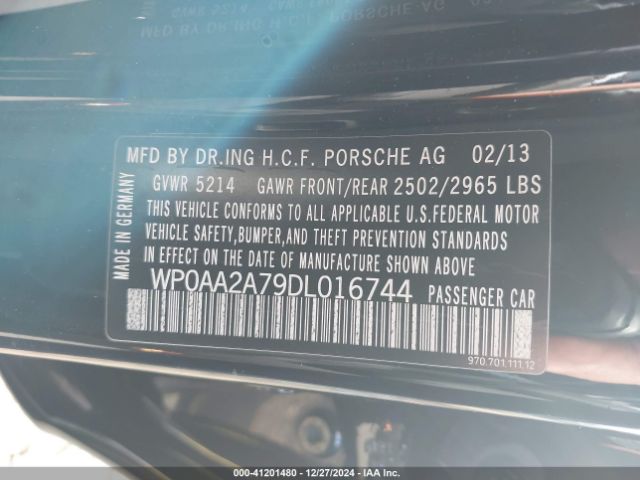 MFD BY DR.ING H.C.F. PORSCHE AG 02/13
GVWR 5214 GAWR FRONT/REAR 2502/2965 LBS
THIS VEHICLE CONFORMS TO ALL APPLICABLE U.S.FEDERAL MOTOR
VEHICLE SAFETY,BUMPER,AND THEFT PREVENTION STANDARDS
IN EFFECT ON THE DATE OF MANUFACTURE SHOWN ABOVE
WP0AA2A79DL016744 PASSENGER CAR
MADE IN GERMANY
970.701.111.12
000-41201480 - 12/27/2024 - IAA Inc.